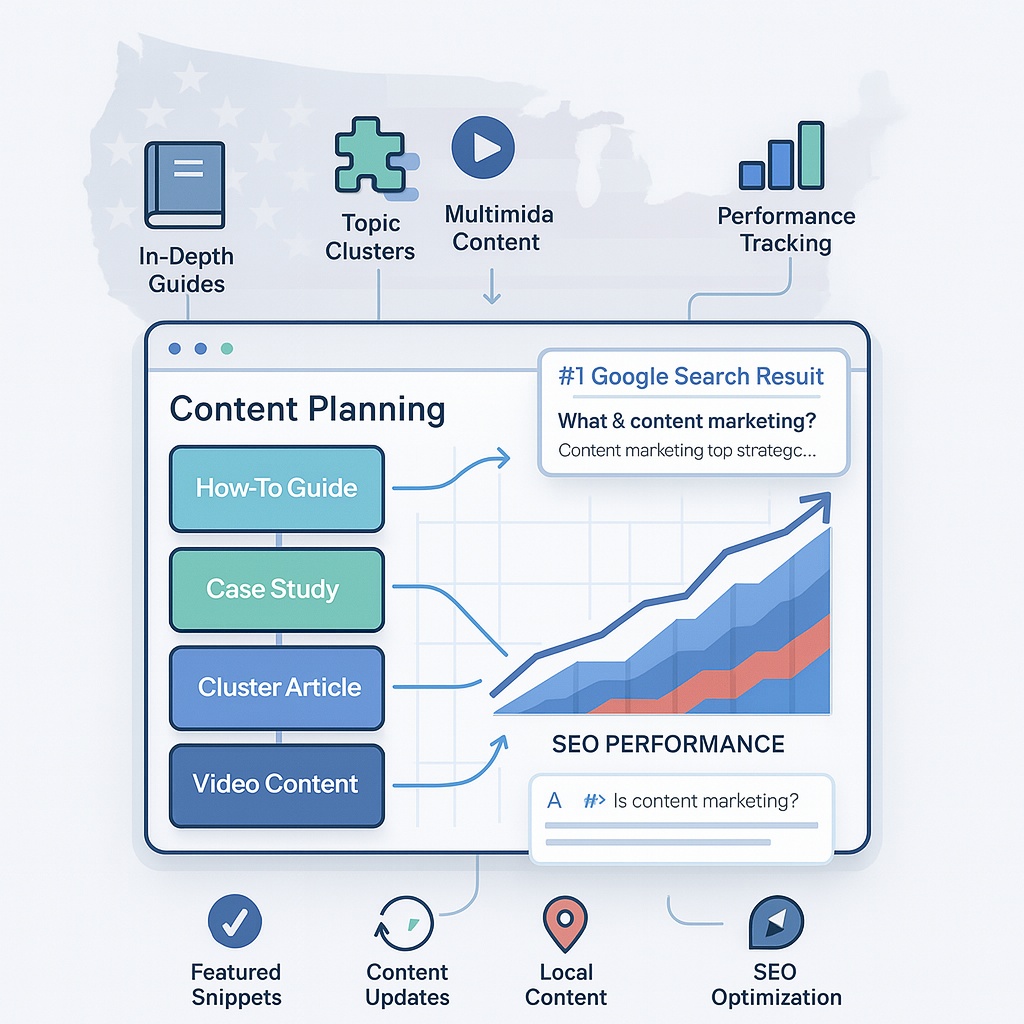 In-Depth
Guides
Topic
Clusters
Multimida
Content
Performance
Tracking
Content Planning
#1 Google Search Resuit
What & content marketing?
Content marketing top strategc...
How-To Guide
Case Study
Cluster Article
Video Content
SEO PERFORMANCE
A #> Is content marketing?
Featured
Snippets
Content
Updates
Local
Content
SEO
Optimization